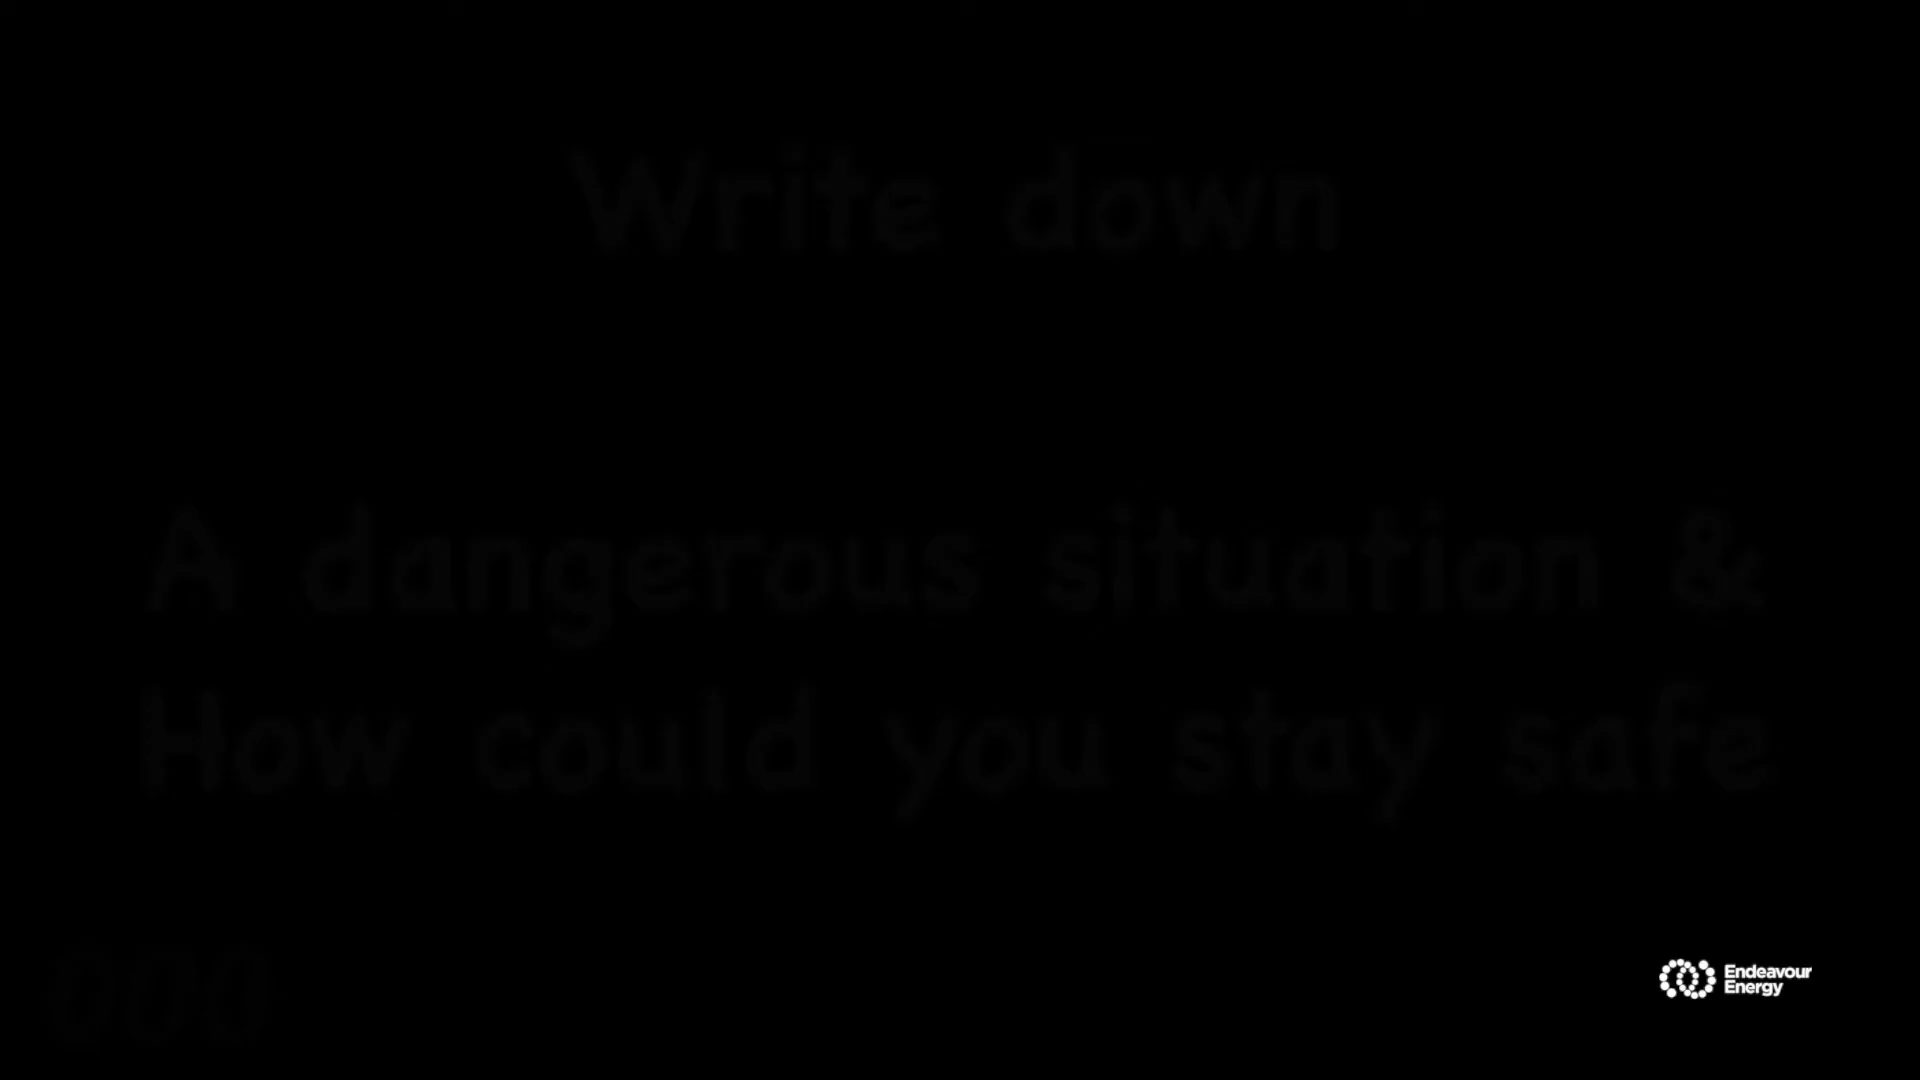 Write down
A dangerous situation &
How could you stay safe
000
Endeavour
Energy